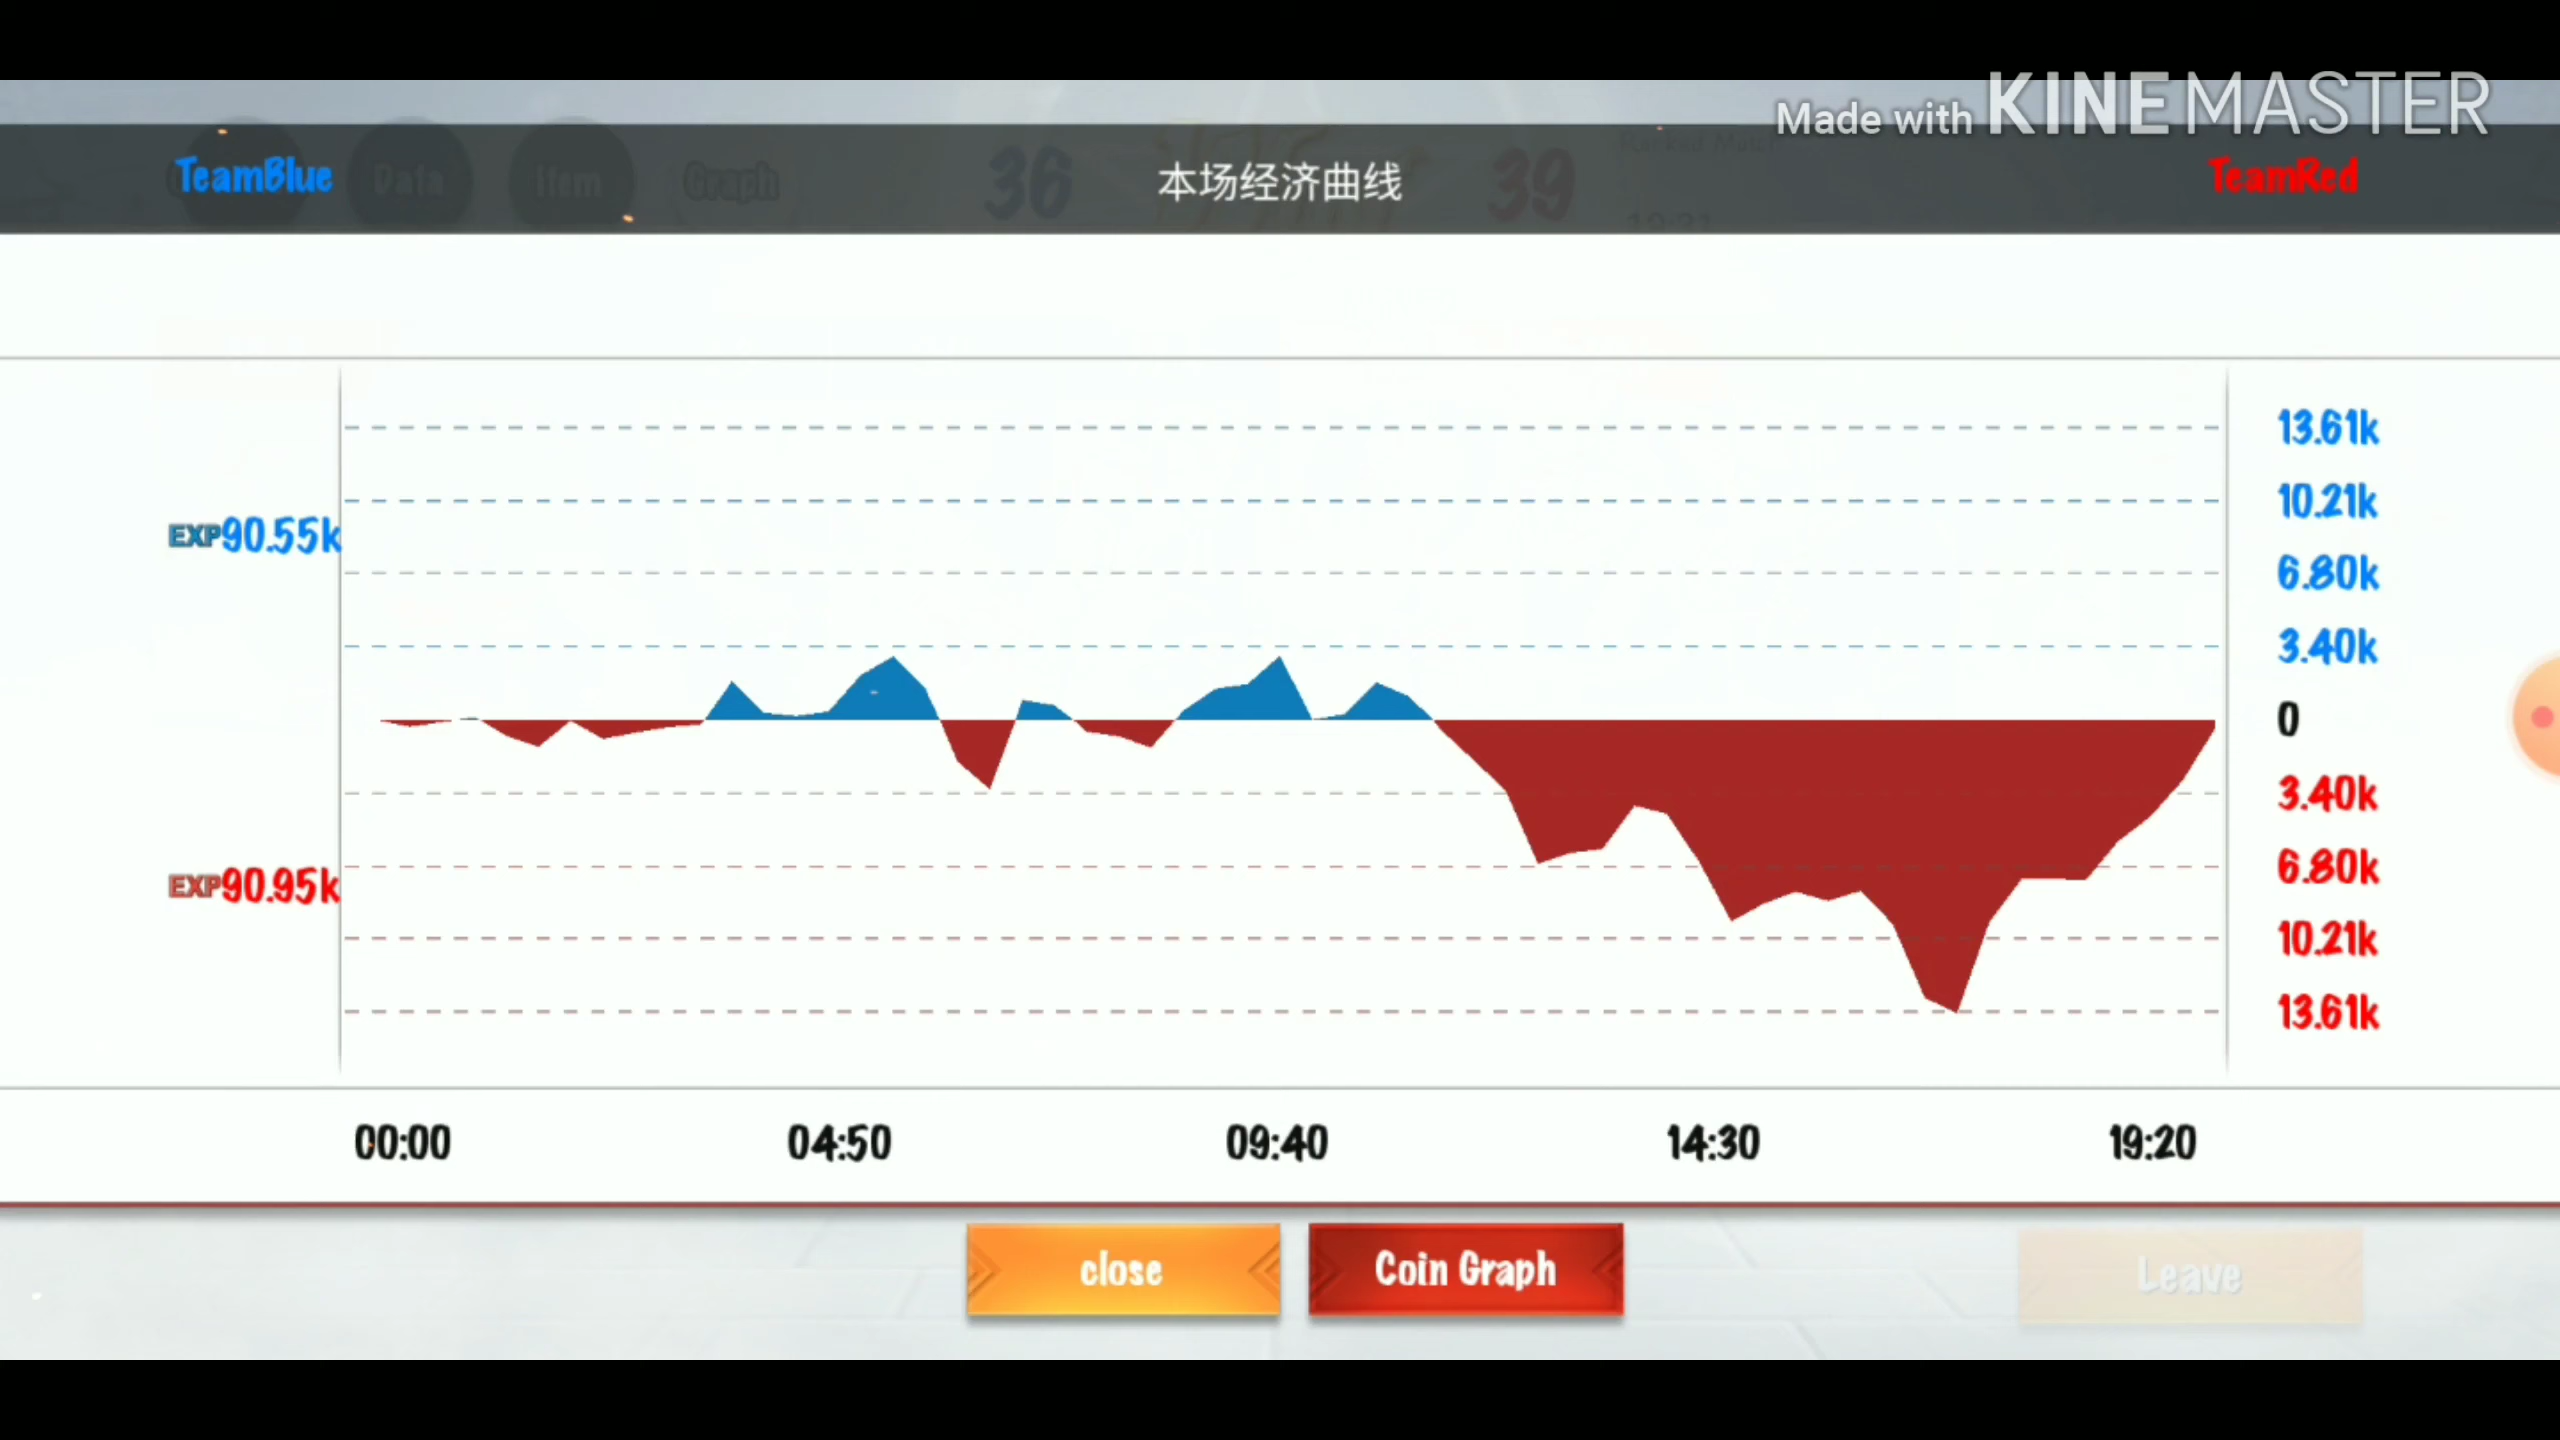 Made with KINEMASTER
TeamBlue Data Item Graph 36 本场经济曲线 39 Ranked Match TeamRed
13.61k
10.21k
EXP90.55k
6.80k
3.40k
0
3.40k
6.80k
EXP90.95k
10.21k
13.61k
00:00 04:50 09:40 14:30 19:20
close Coin Graph Leave